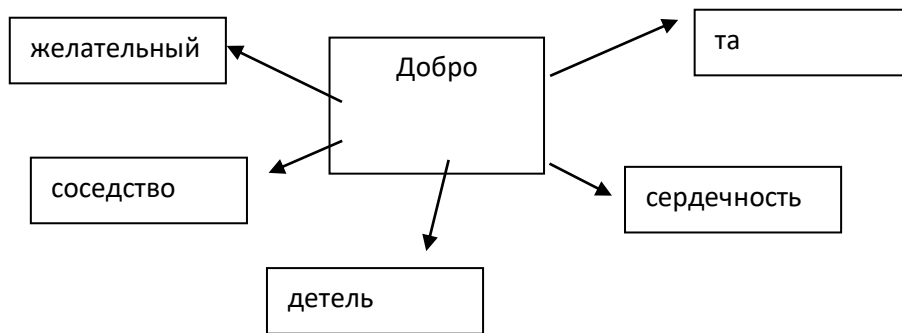 желательный
Добро
та
соседство
сердечность
детель